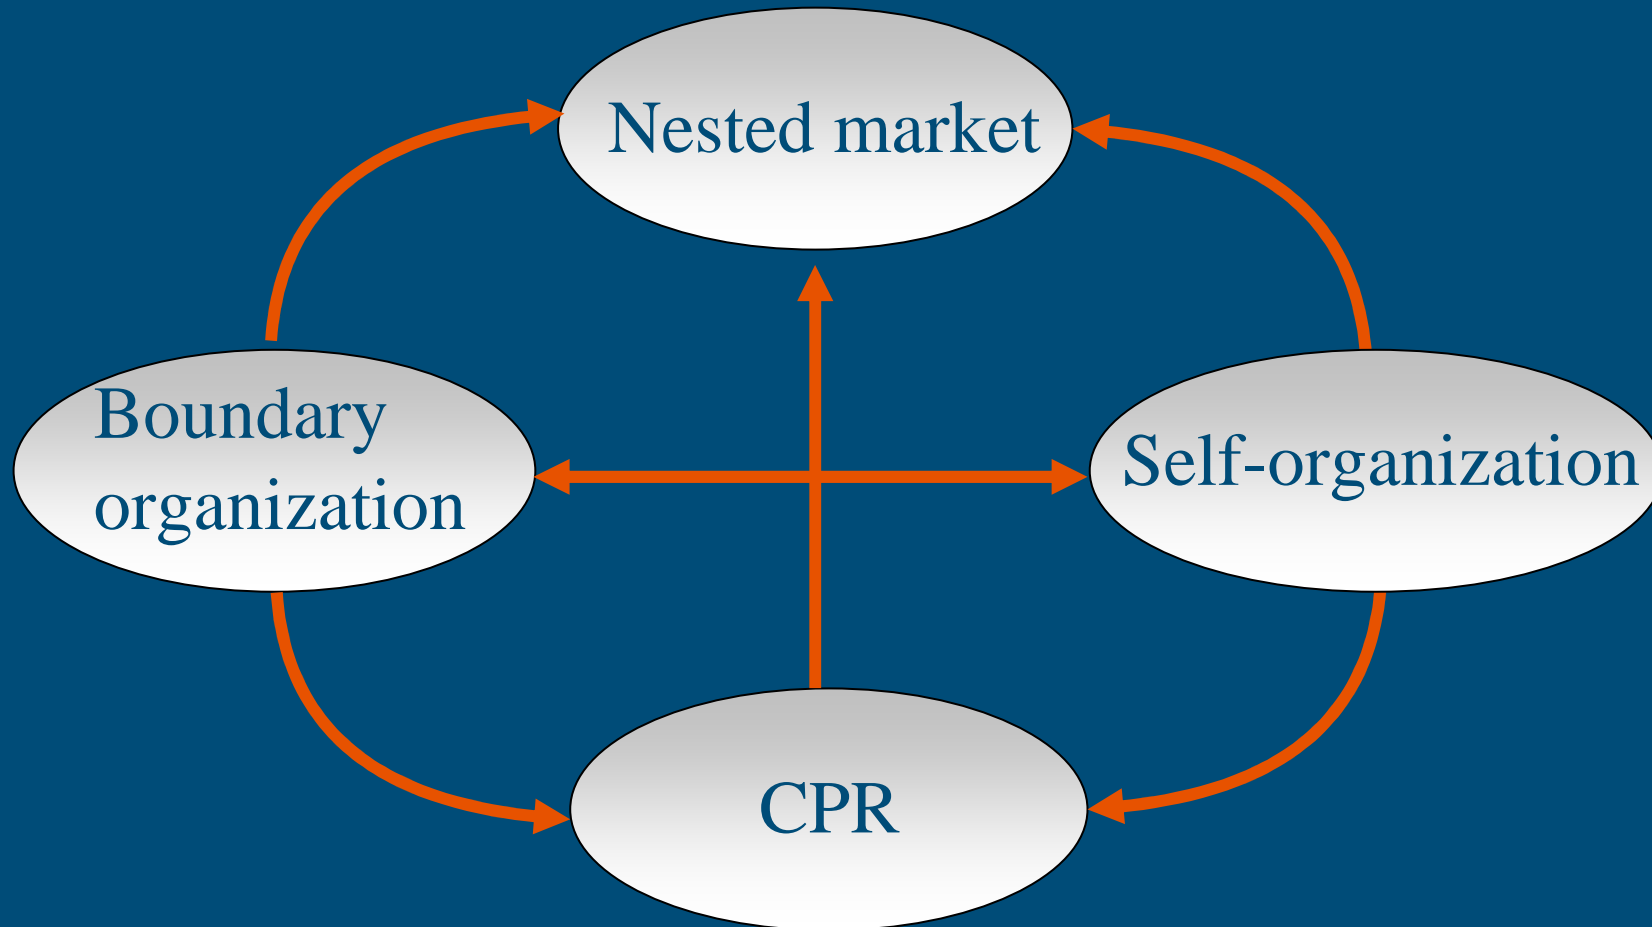 Nested market
Boundary
organization
Self-organization
CPR